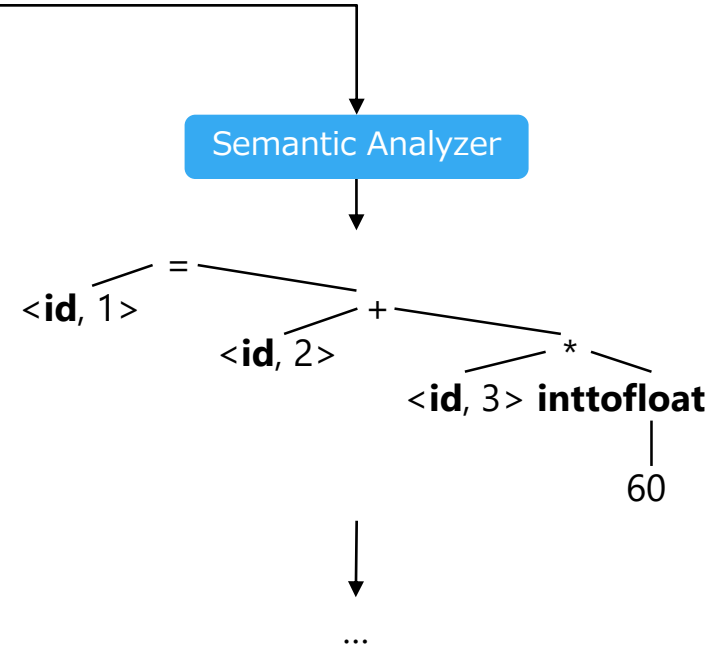 Semantic Analyzer
=
<id, 1>
+
<id, 2>
*
<id, 3> inttofloat
60
...